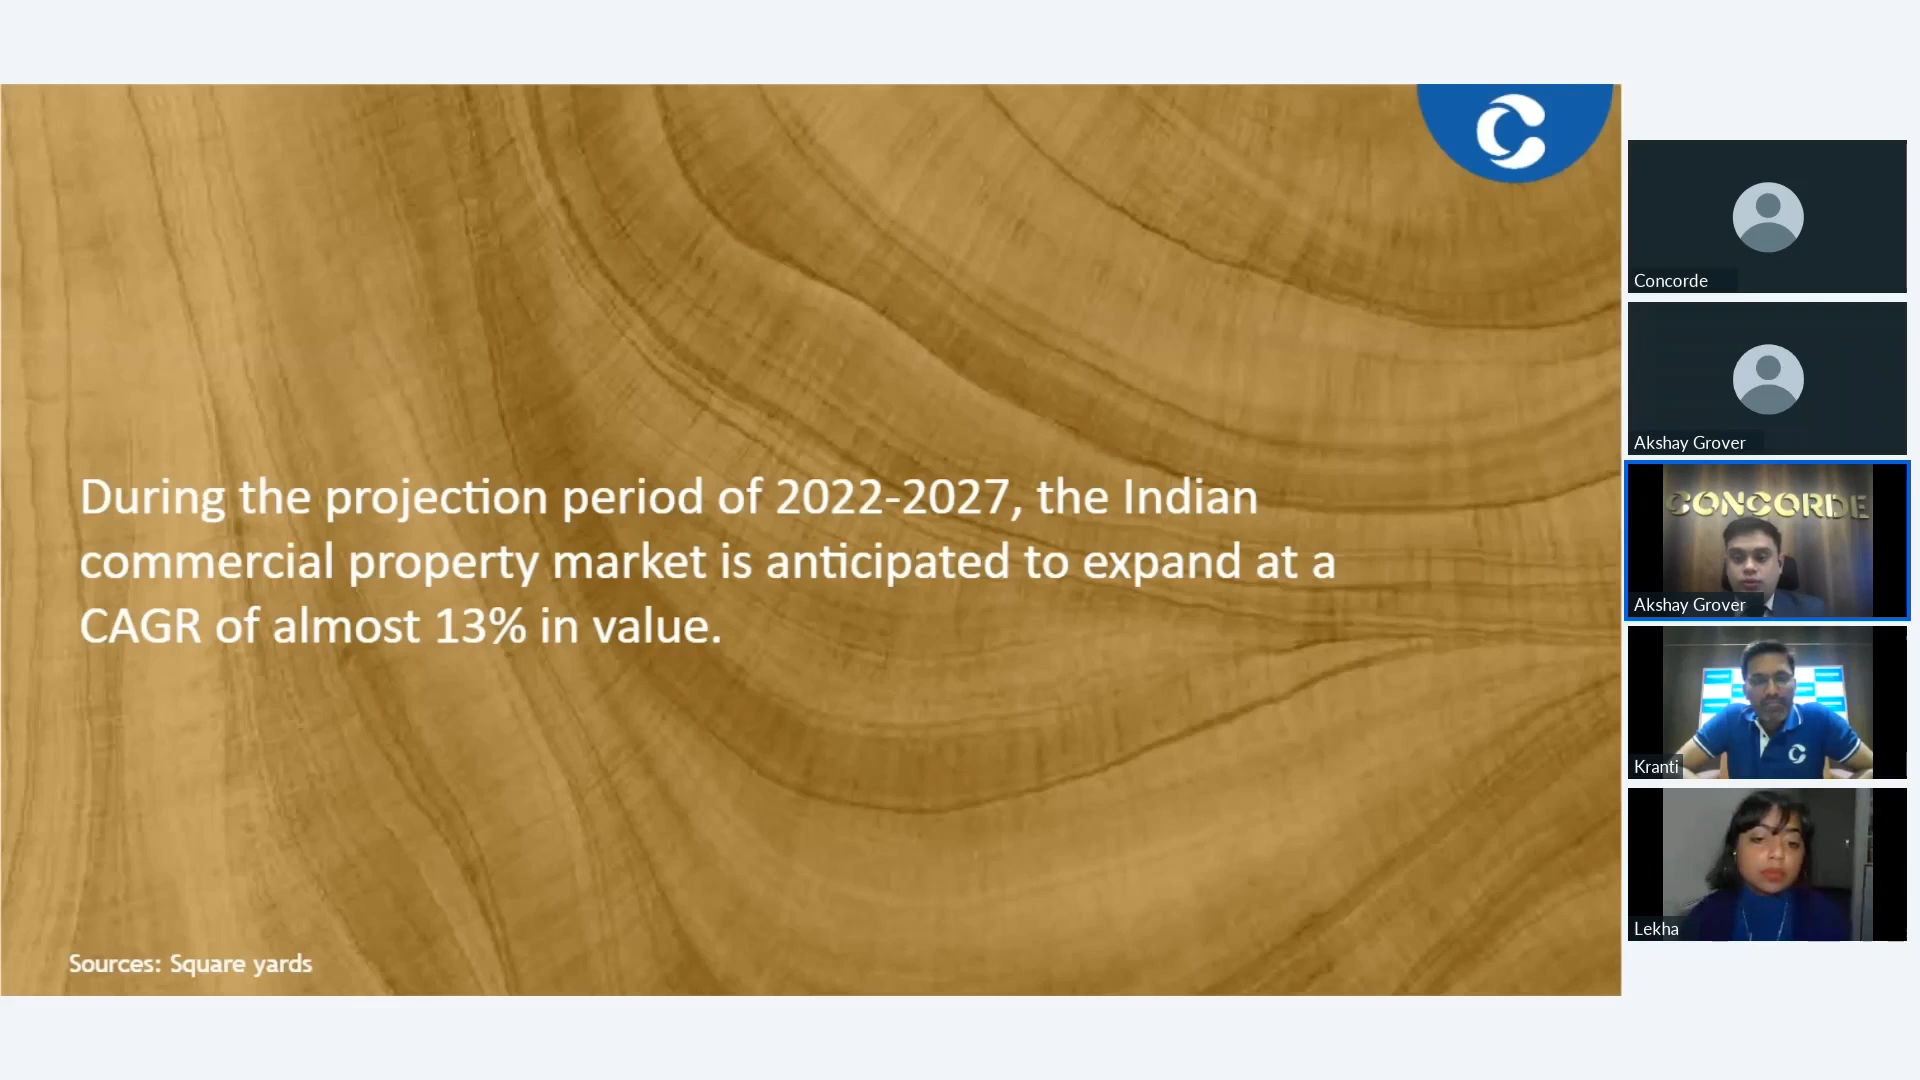 During the projection period of 2022-2027, the Indian
commercial property market is anticipated to expand at a
CAGR of almost 13% in value.
Sources: Square yards
Concorde
Akshay Grover
CONCORDE
Akshay Grover
Kranti
Lekha